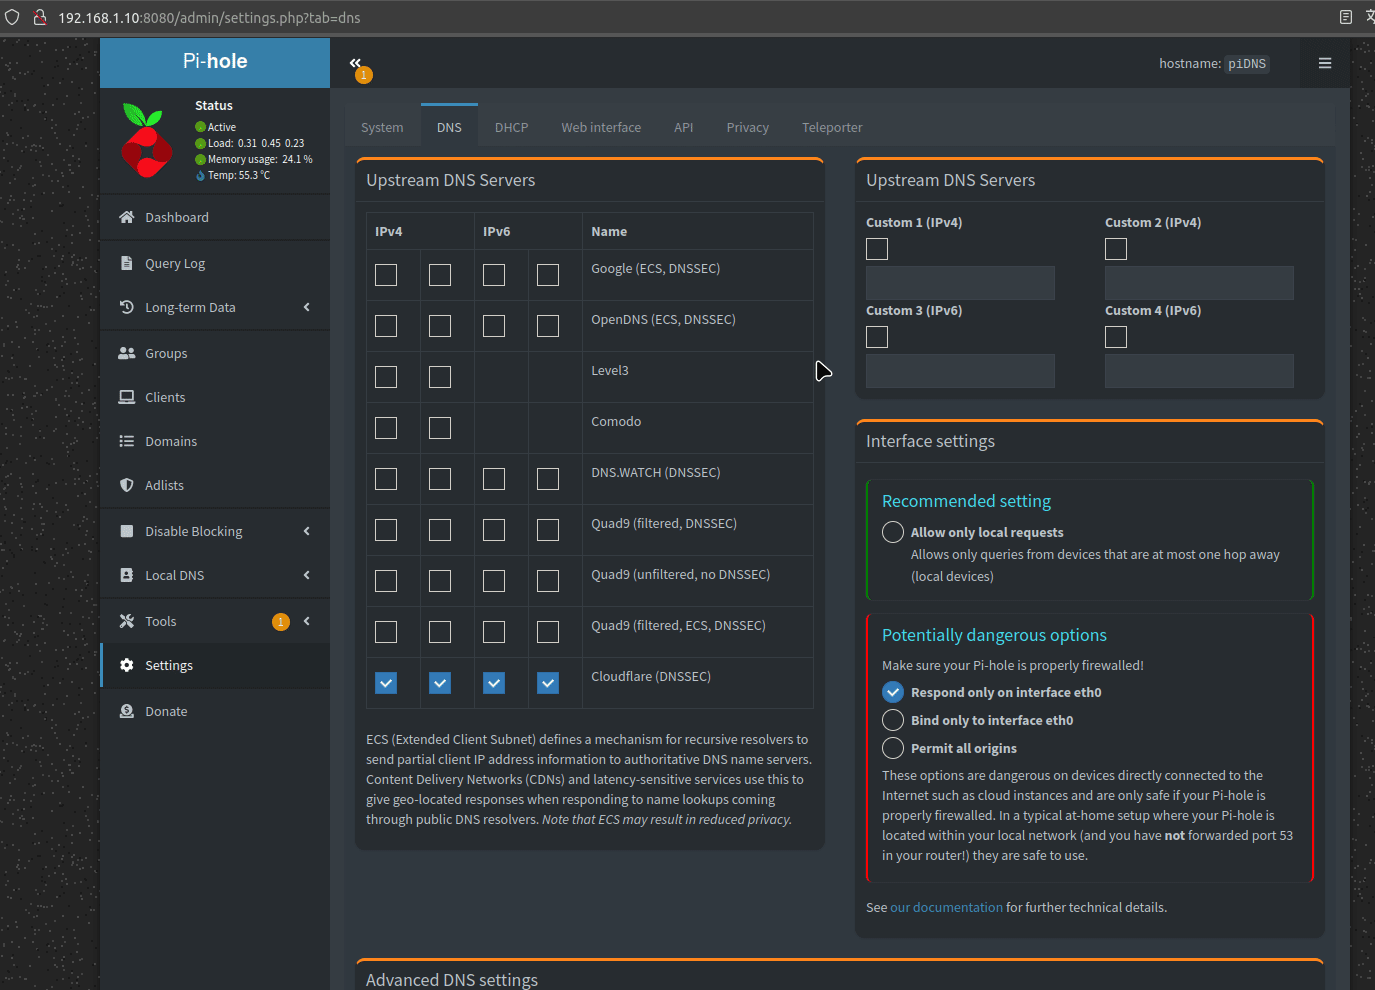 192.168.1.10:8080/admin/settings.php?tab=dns
Pi-hole
1
hostname: piDNS
Status
Active
Load: 0.31 0.45 0.23
Memory usage: 24.1 %
Temp: 55.3 °C
Dashboard
Query Log
Long-term Data
Groups
Clients
Domains
Adlists
Disable Blocking
Local DNS
Tools 1
Settings
Donate
System DNS DHCP Web interface API Privacy Teleporter
Upstream DNS Servers
IPv4 IPv6 Name
Google (ECS, DNSSEC)
OpenDNS (ECS, DNSSEC)
Level3
Comodo
DNS.WATCH (DNSSEC)
Quad9 (filtered, DNSSEC)
Quad9 (unfiltered, no DNSSEC)
Quad9 (filtered, ECS, DNSSEC)
Cloudflare (DNSSEC)
ECS (Extended Client Subnet) defines a mechanism for recursive resolvers to
send partial client IP address information to authoritative DNS name servers.
Content Delivery Networks (CDNs) and latency-sensitive services use this to
give geo-located responses when responding to name lookups coming
through public DNS resolvers. Note that ECS may result in reduced privacy.
Upstream DNS Servers
Custom 1 (IPv4) Custom 2 (IPv4)
Custom 3 (IPv6) Custom 4 (IPv6)
Interface settings
Recommended setting
Allow only local requests
Allows only queries from devices that are at most one hop away
(local devices)
Potentially dangerous options
Make sure your Pi-hole is properly firewalled!
Respond only on interface eth0
Bind only to interface eth0
Permit all origins
These options are dangerous on devices directly connected to the
Internet such as cloud instances and are only safe if your Pi-hole is
properly firewalled. In a typical at-home setup where your Pi-hole is
located within your local network (and you have not forwarded port 53
in your router!) they are safe to use.
See our documentation for further technical details.
Advanced DNS settings